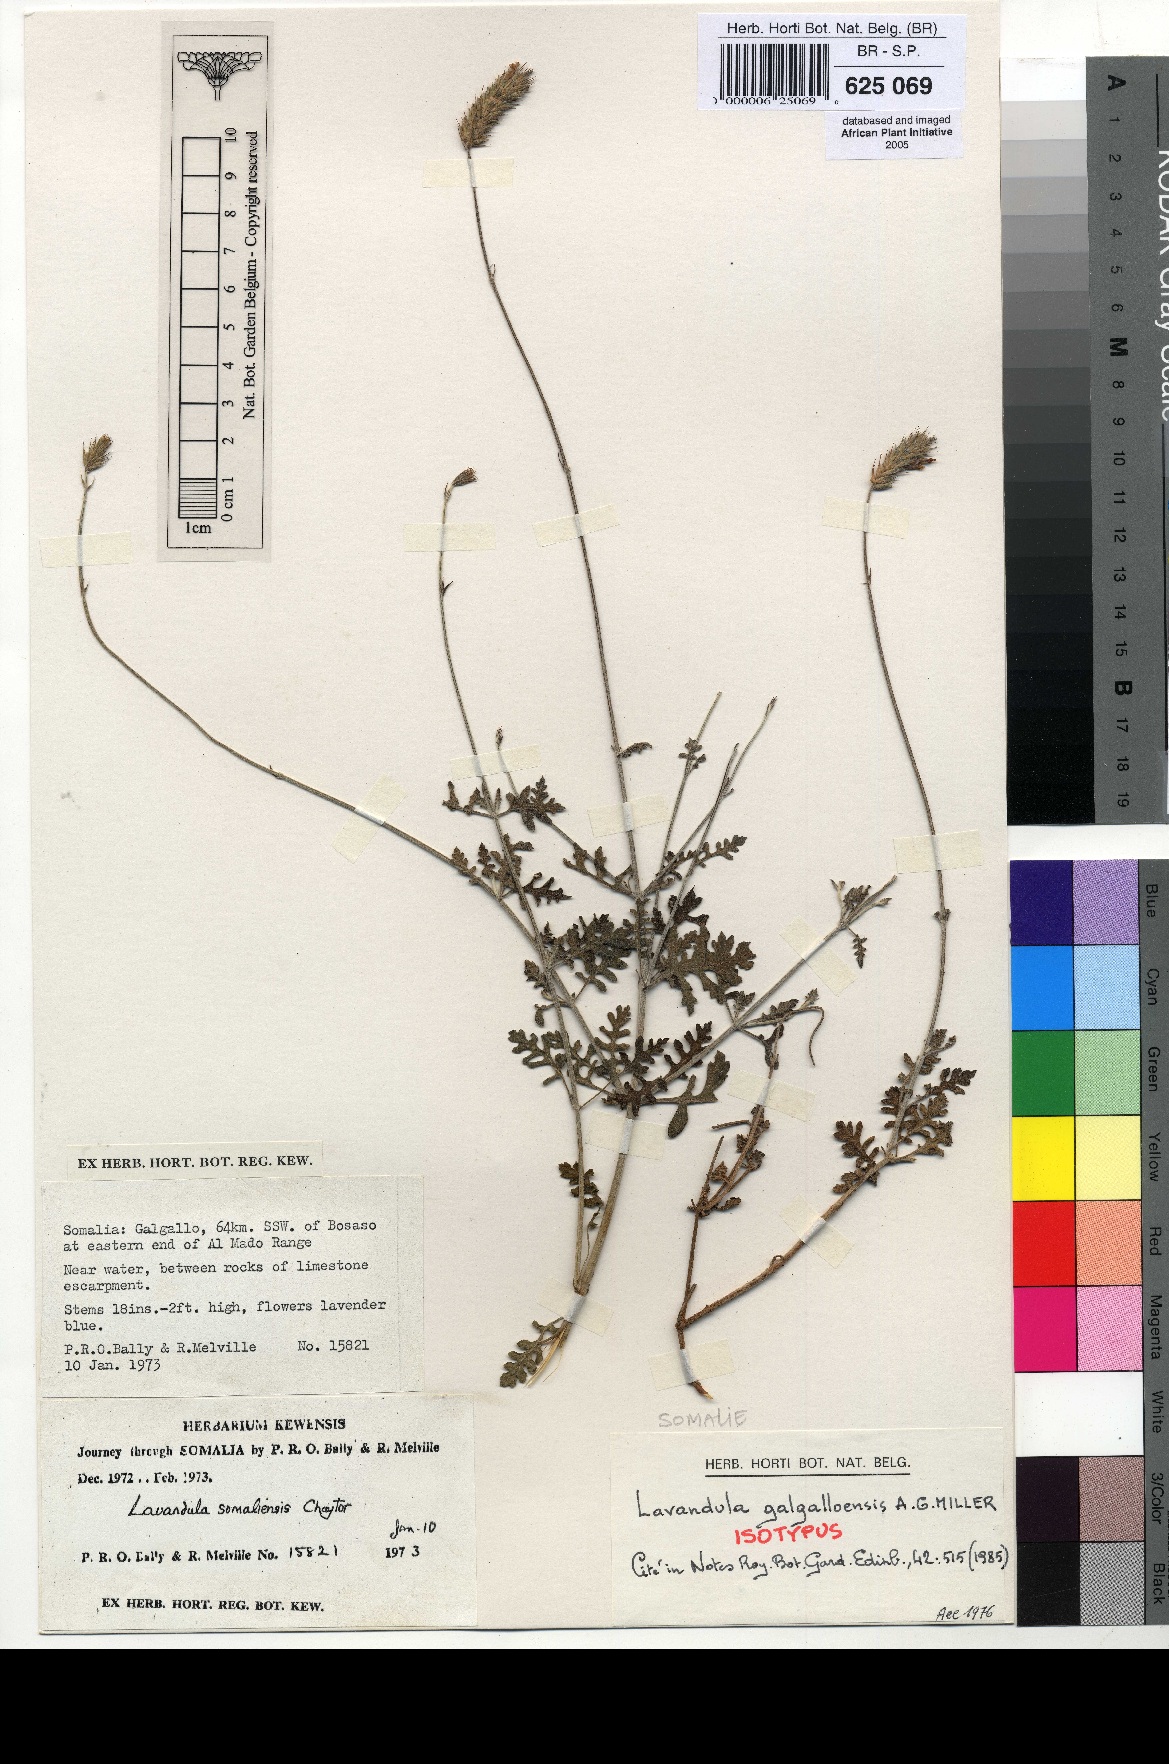 Herb. Horti Bot. Nat. Belg. (BR)
BR - S.P.
625 069
000006 25069
databased and imaged
African Plant Initiative
2005
0 cm 1 2 3 4 5 6 7 8 9 10
Nat. Bot. Garden Belgium - Copyright reserved
1cm
A 1 2 3 4 5 6 M 8 9 10 11 12 13 14 15 B 17 18 19
KODAK Gray Scale
Blue
Cyan
Green
Yellow
Red
Magenta
White
3/Color
Black
EX HERB. HORT. BOT. REG. KEW.
Somalia: Galgallo, 64km. SSW. of Bosaso
at eastern end of Al Mado Range
Near water, between rocks of limestone
escarpment.
Stems 18ins.-2ft. high, flowers lavender
blue.
P.R.O.Bally & R.Melville No. 15821
10 Jan. 1973
HERBARIUM KEWENSIS
Journey through SOMALIA by P. R. O. Bally & R. Melville
Dec. 1972 .. Feb. 1973.
Lavandula somaliensis Chaytor
Jan. 10
P. R. O. Bally & R. Melville No. 15821 1973
EX HERB. HORT. REG. BOT. KEW.
SOMALIE
HERB. HORTI BOT. NAT. BELG.
Lavandula galgalloensis A.G.MILLER
ISOTYPUS
Cité in Notes Roy. Bot. Gard. Edinb., 42: 515 (1985)
Acc 1976